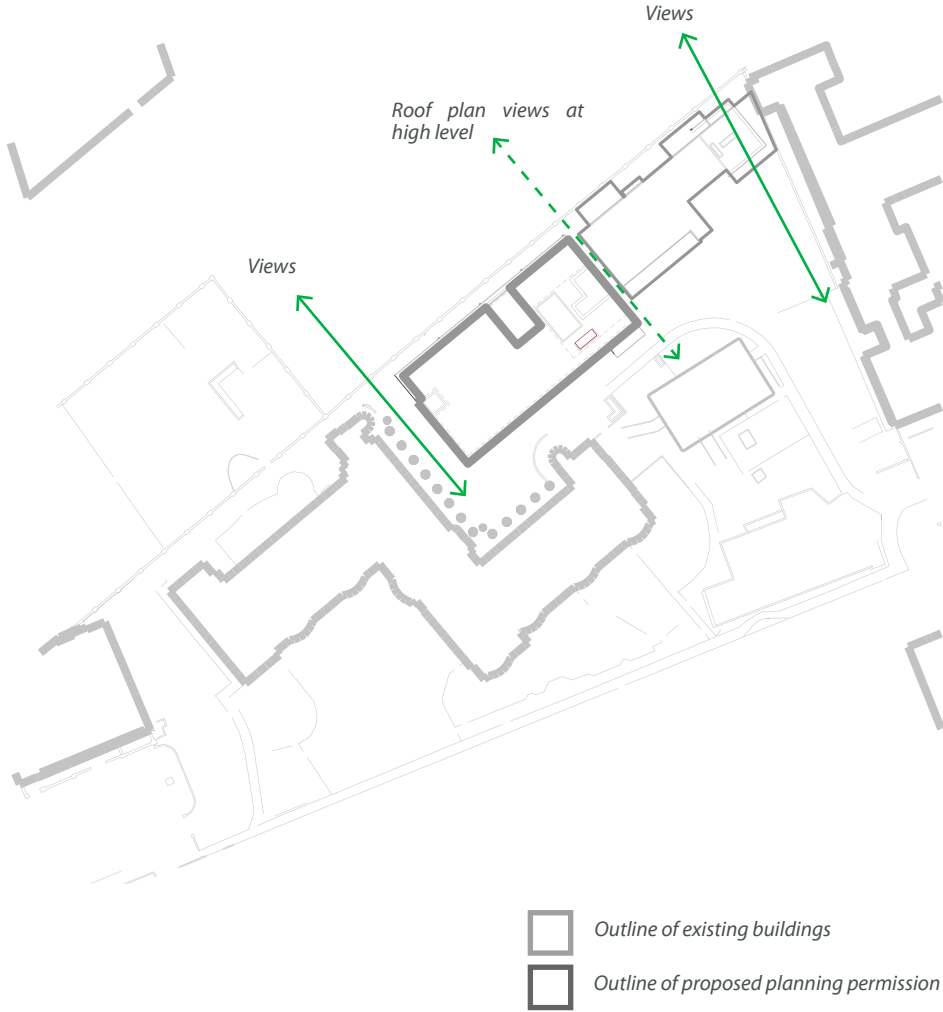 Views
Roof plan views at
high level
Views
Outline of existing buildings
Outline of proposed planning permission